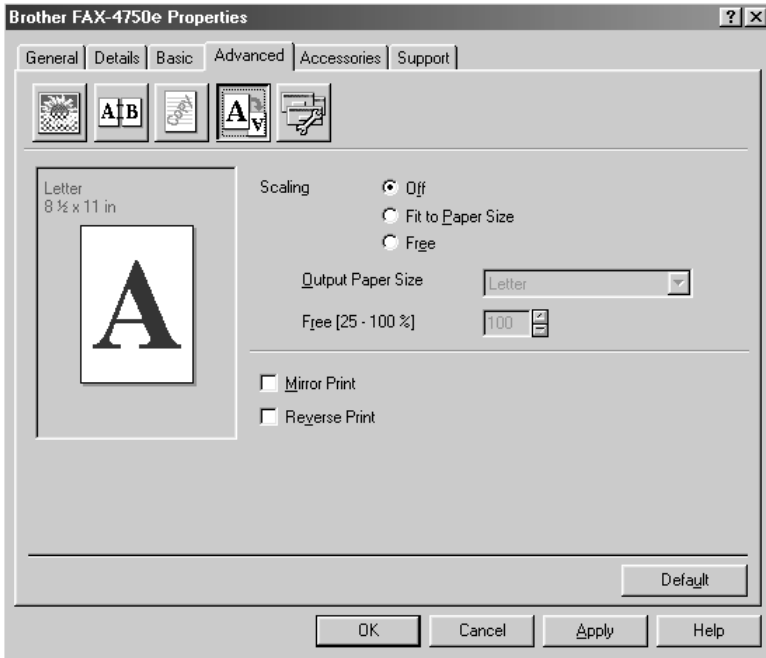 Brother FAX-4750e Properties
General Details Basic Advanced Accessories Support
A B Copy A A
Letter
8 ½ x 11 in
A
Scaling Off
Fit to Paper Size
Free
Output Paper Size Letter
Free [25 - 100 %] 100
Mirror Print
Reverse Print
Default
OK Cancel Apply Help